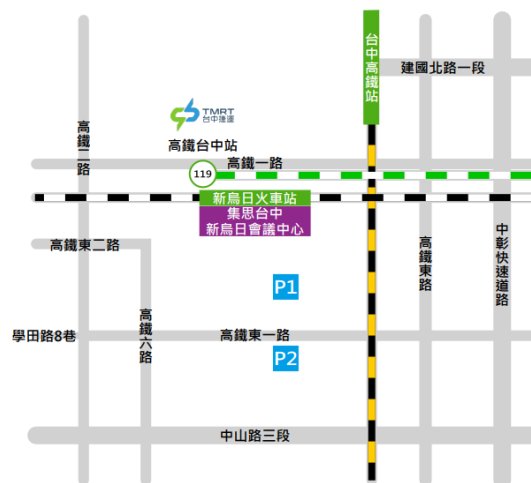 台中高鐵站
建國北路一段
TMRT
台中捷運
高鐵二路
高鐵台中站
高鐵一路
119
新烏日火車站
集思台中
新烏日會議中心
高鐵東二路
高鐵東路
中彰快速道路
P1
高鐵六路
學田路8巷
高鐵東一路
P2
中山路三段